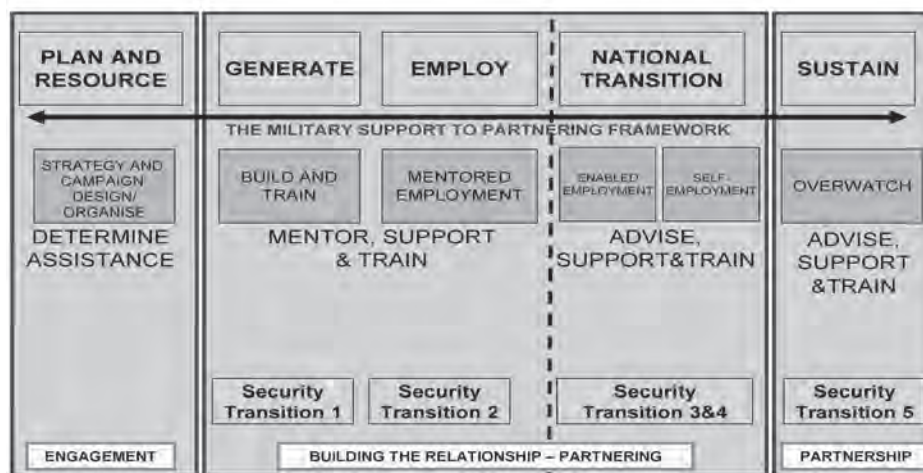 PLAN AND
RESOURCE
GENERATE
EMPLOY
NATIONAL
TRANSITION
SUSTAIN
THE MILITARY SUPPORT TO PARTNERING FRAMEWORK
STRATEGY AND
CAMPAIGN
DESIGN/
ORGANISE
BUILD AND
TRAIN
MENTORED
EMPLOYMENT
ENABLED
EMPLOYMENT
SELF-
EMPLOYMENT
OVERWATCH
DETERMINE
ASSISTANCE
MENTOR, SUPPORT
& TRAIN
ADVISE,
SUPPORT&TRAIN
ADVISE,
SUPPORT
&TRAIN
Security
Transition 1
Security
Transition 2
Security
Transition 3&4
Security
Transition 5
ENGAGEMENT
BUILDING THE RELATIONSHIP – PARTNERING
PARTNERSHIP